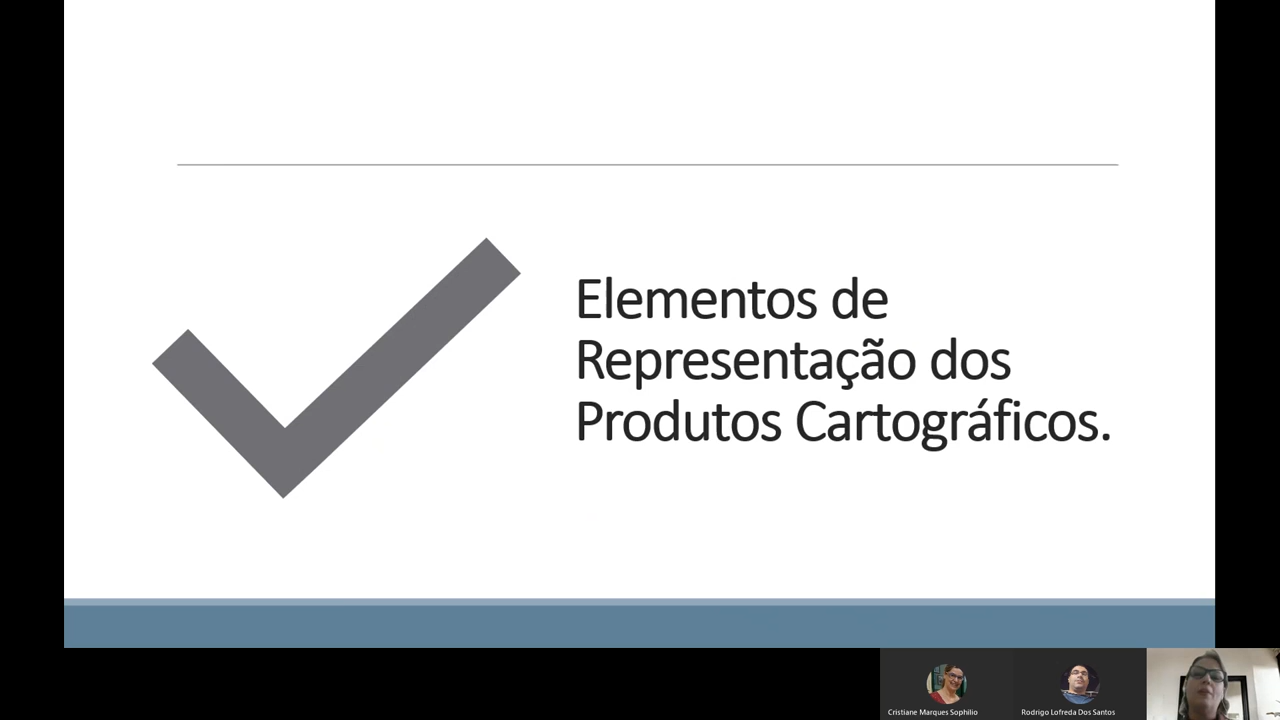 Elementos de
Representação dos
Produtos Cartográficos.
Cristiane Marques Sophilio
Rodrigo Lofreda Dos Santos